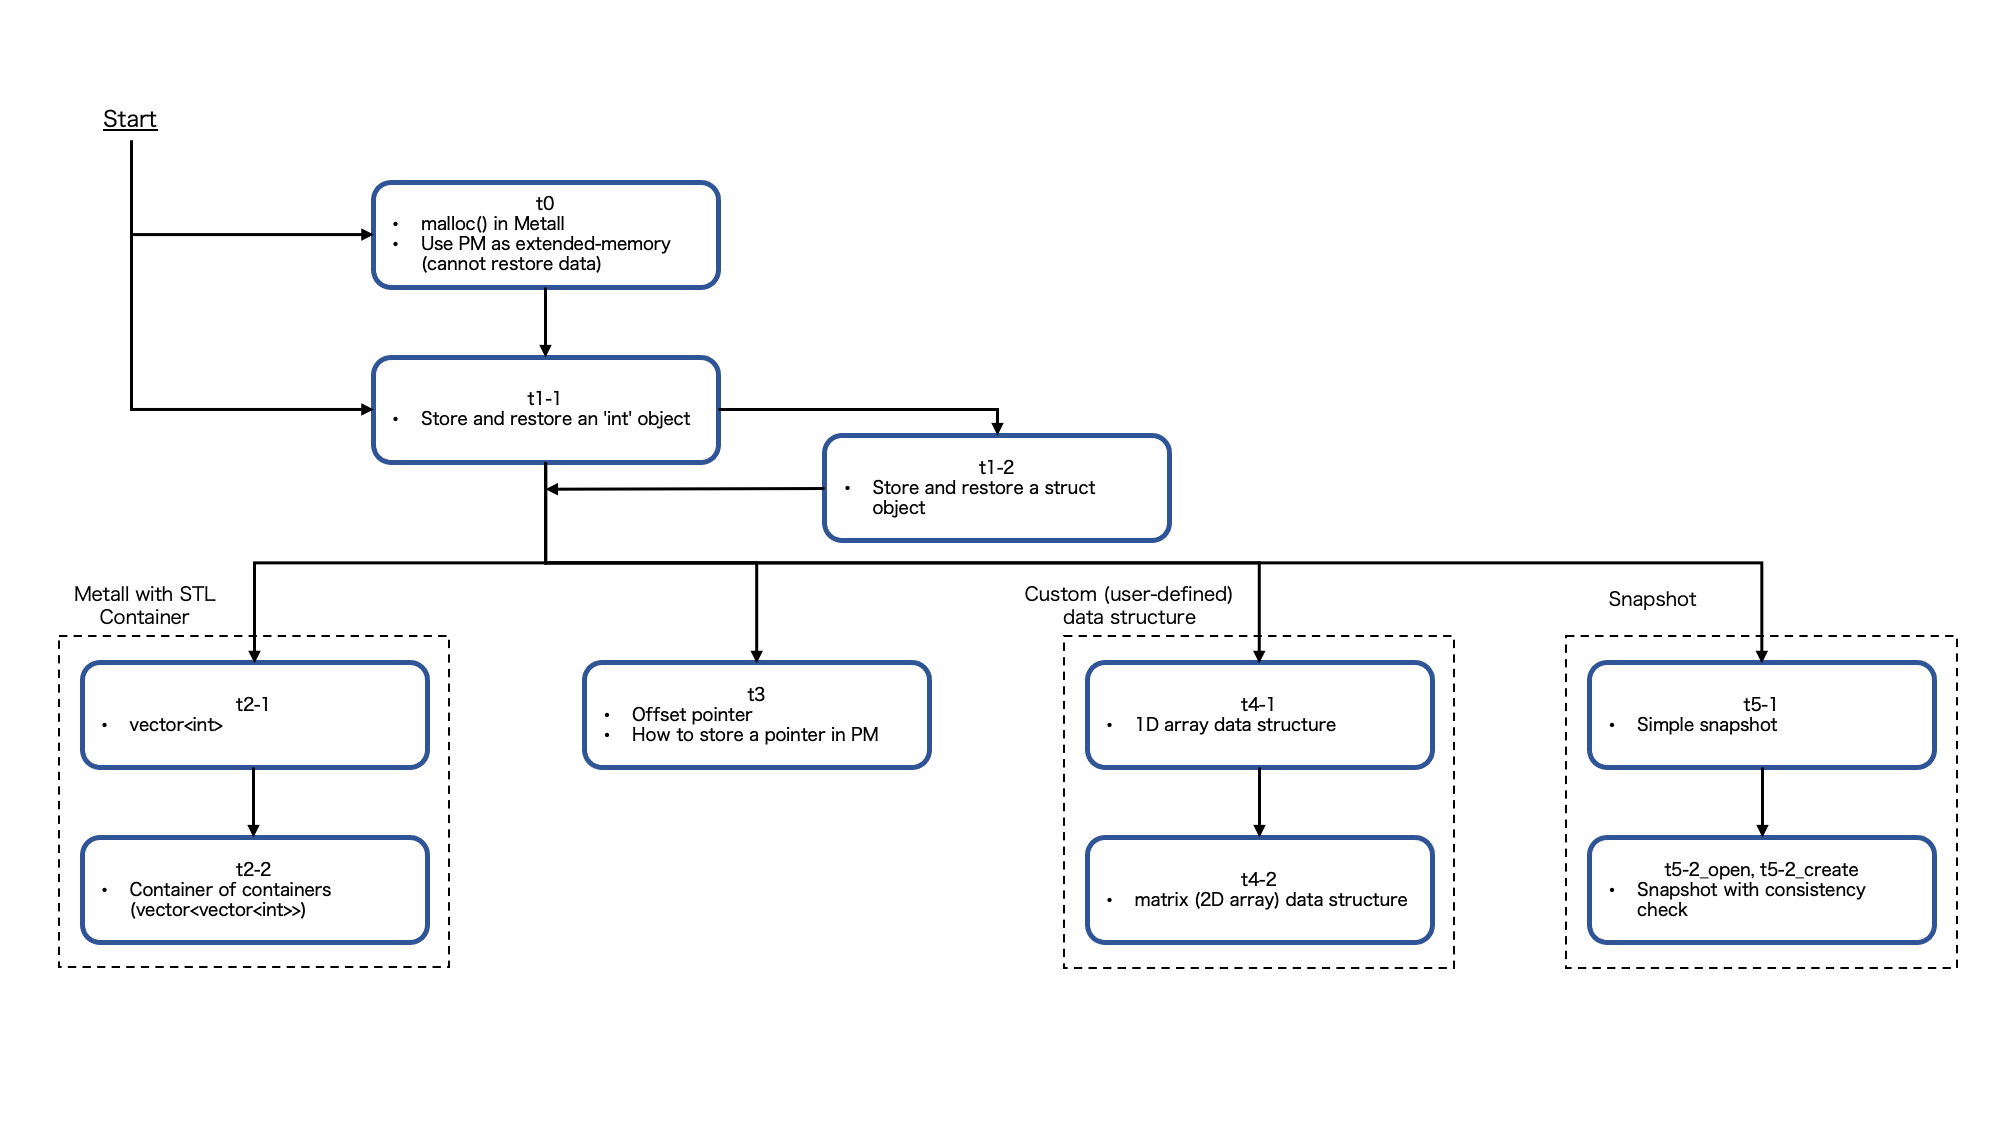 Start
t0
• malloc() in Metall
• Use PM as extended-memory
(cannot restore data)
t1-1
• Store and restore an 'int' object
t1-2
• Store and restore a struct
object
Metall with STL
Container
t2-1
• vector<int>
t2-2
• Container of containers
(vector<vector<int>>)
t3
• Offset pointer
• How to store a pointer in PM
Custom (user-defined)
data structure
t4-1
• 1D array data structure
t4-2
• matrix (2D array) data structure
Snapshot
t5-1
• Simple snapshot
t5-2_open, t5-2_create
• Snapshot with consistency
check